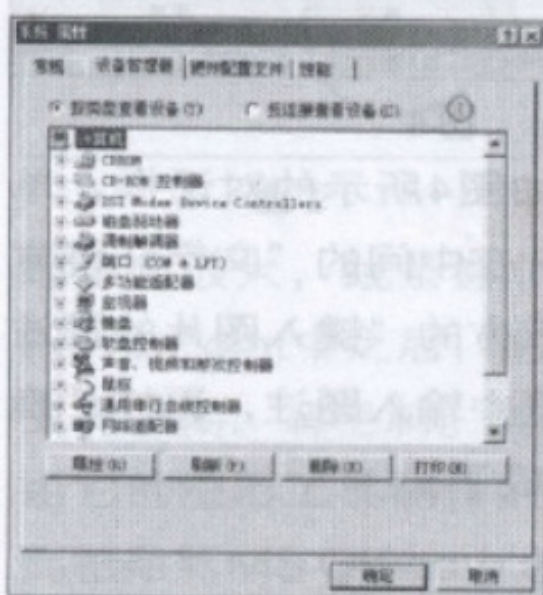 系统 属性
常规 设备管理器 硬件配置文件 性能
按类型查看设备(T) 按连接查看设备(C) ①
计算机
CDROM
CD-ROM 控制器
DSI Modem Device Controllers
磁盘驱动器
调制解调器
端口 (COM & LPT)
多功能适配器
监视器
键盘
软盘控制器
声音、视频和游戏控制器
鼠标
通用串行总线控制器
网络适配器
属性(R) 刷新(F) 删除(E) 打印(N)
确定 取消